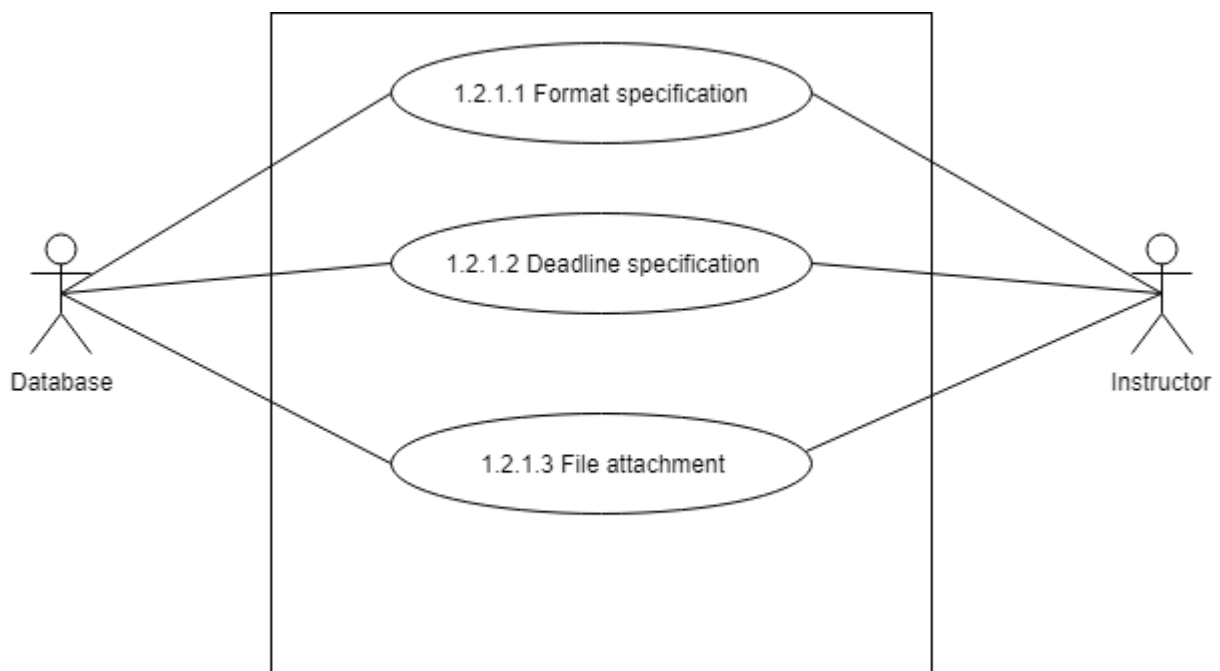 1.2.1.1 Format specification
1.2.1.2 Deadline specification
Database
Instructor
1.2.1.3 File attachment